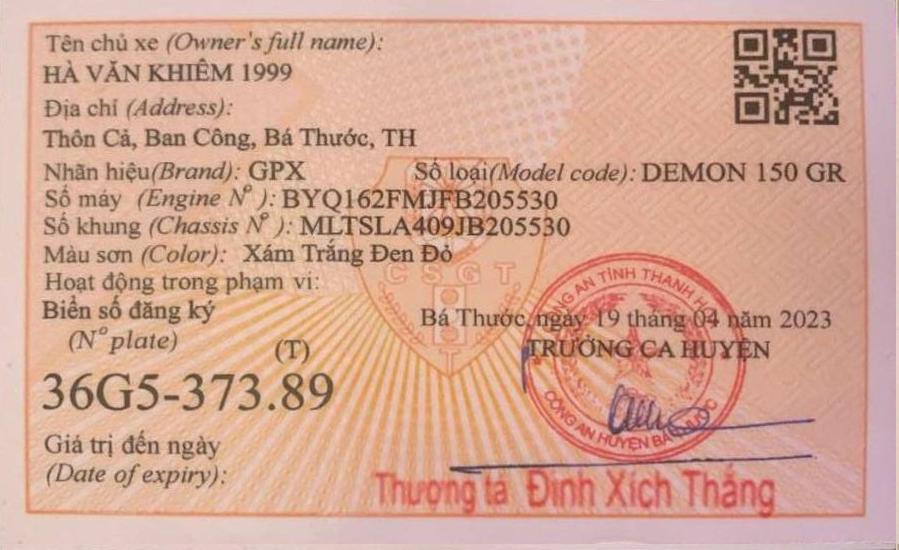 Tên chủ xe (Owner's full name):
HÀ VĂN KHIÊM 1999
Địa chỉ (Address):
Thôn Cả, Ban Công, Bá Thước, TH
Nhãn hiệu(Brand): GPX Số loại(Model code): DEMON 150 GR
Số máy (Engine Nº): BYQ162FMJFB205530
Số khung (Chassis Nº): MLTSLA409JB205530
Màu sơn (Color): Xám Trắng Đen Đỏ
CSGT
Hoạt động trong phạm vi:
Biển số đăng ký
(Nº plate)
(T)
36G5-373.89
Giá trị đến ngày
(Date of expiry):
Bá Thước, ngày 19 tháng 04 năm 2023
TRƯỞNG CA HUYỆN
CÔNG AN TỈNH THANH
CÔNG AN HUYỆN BÁ THƯỚC
Thượng tá Đinh Xích Thắng